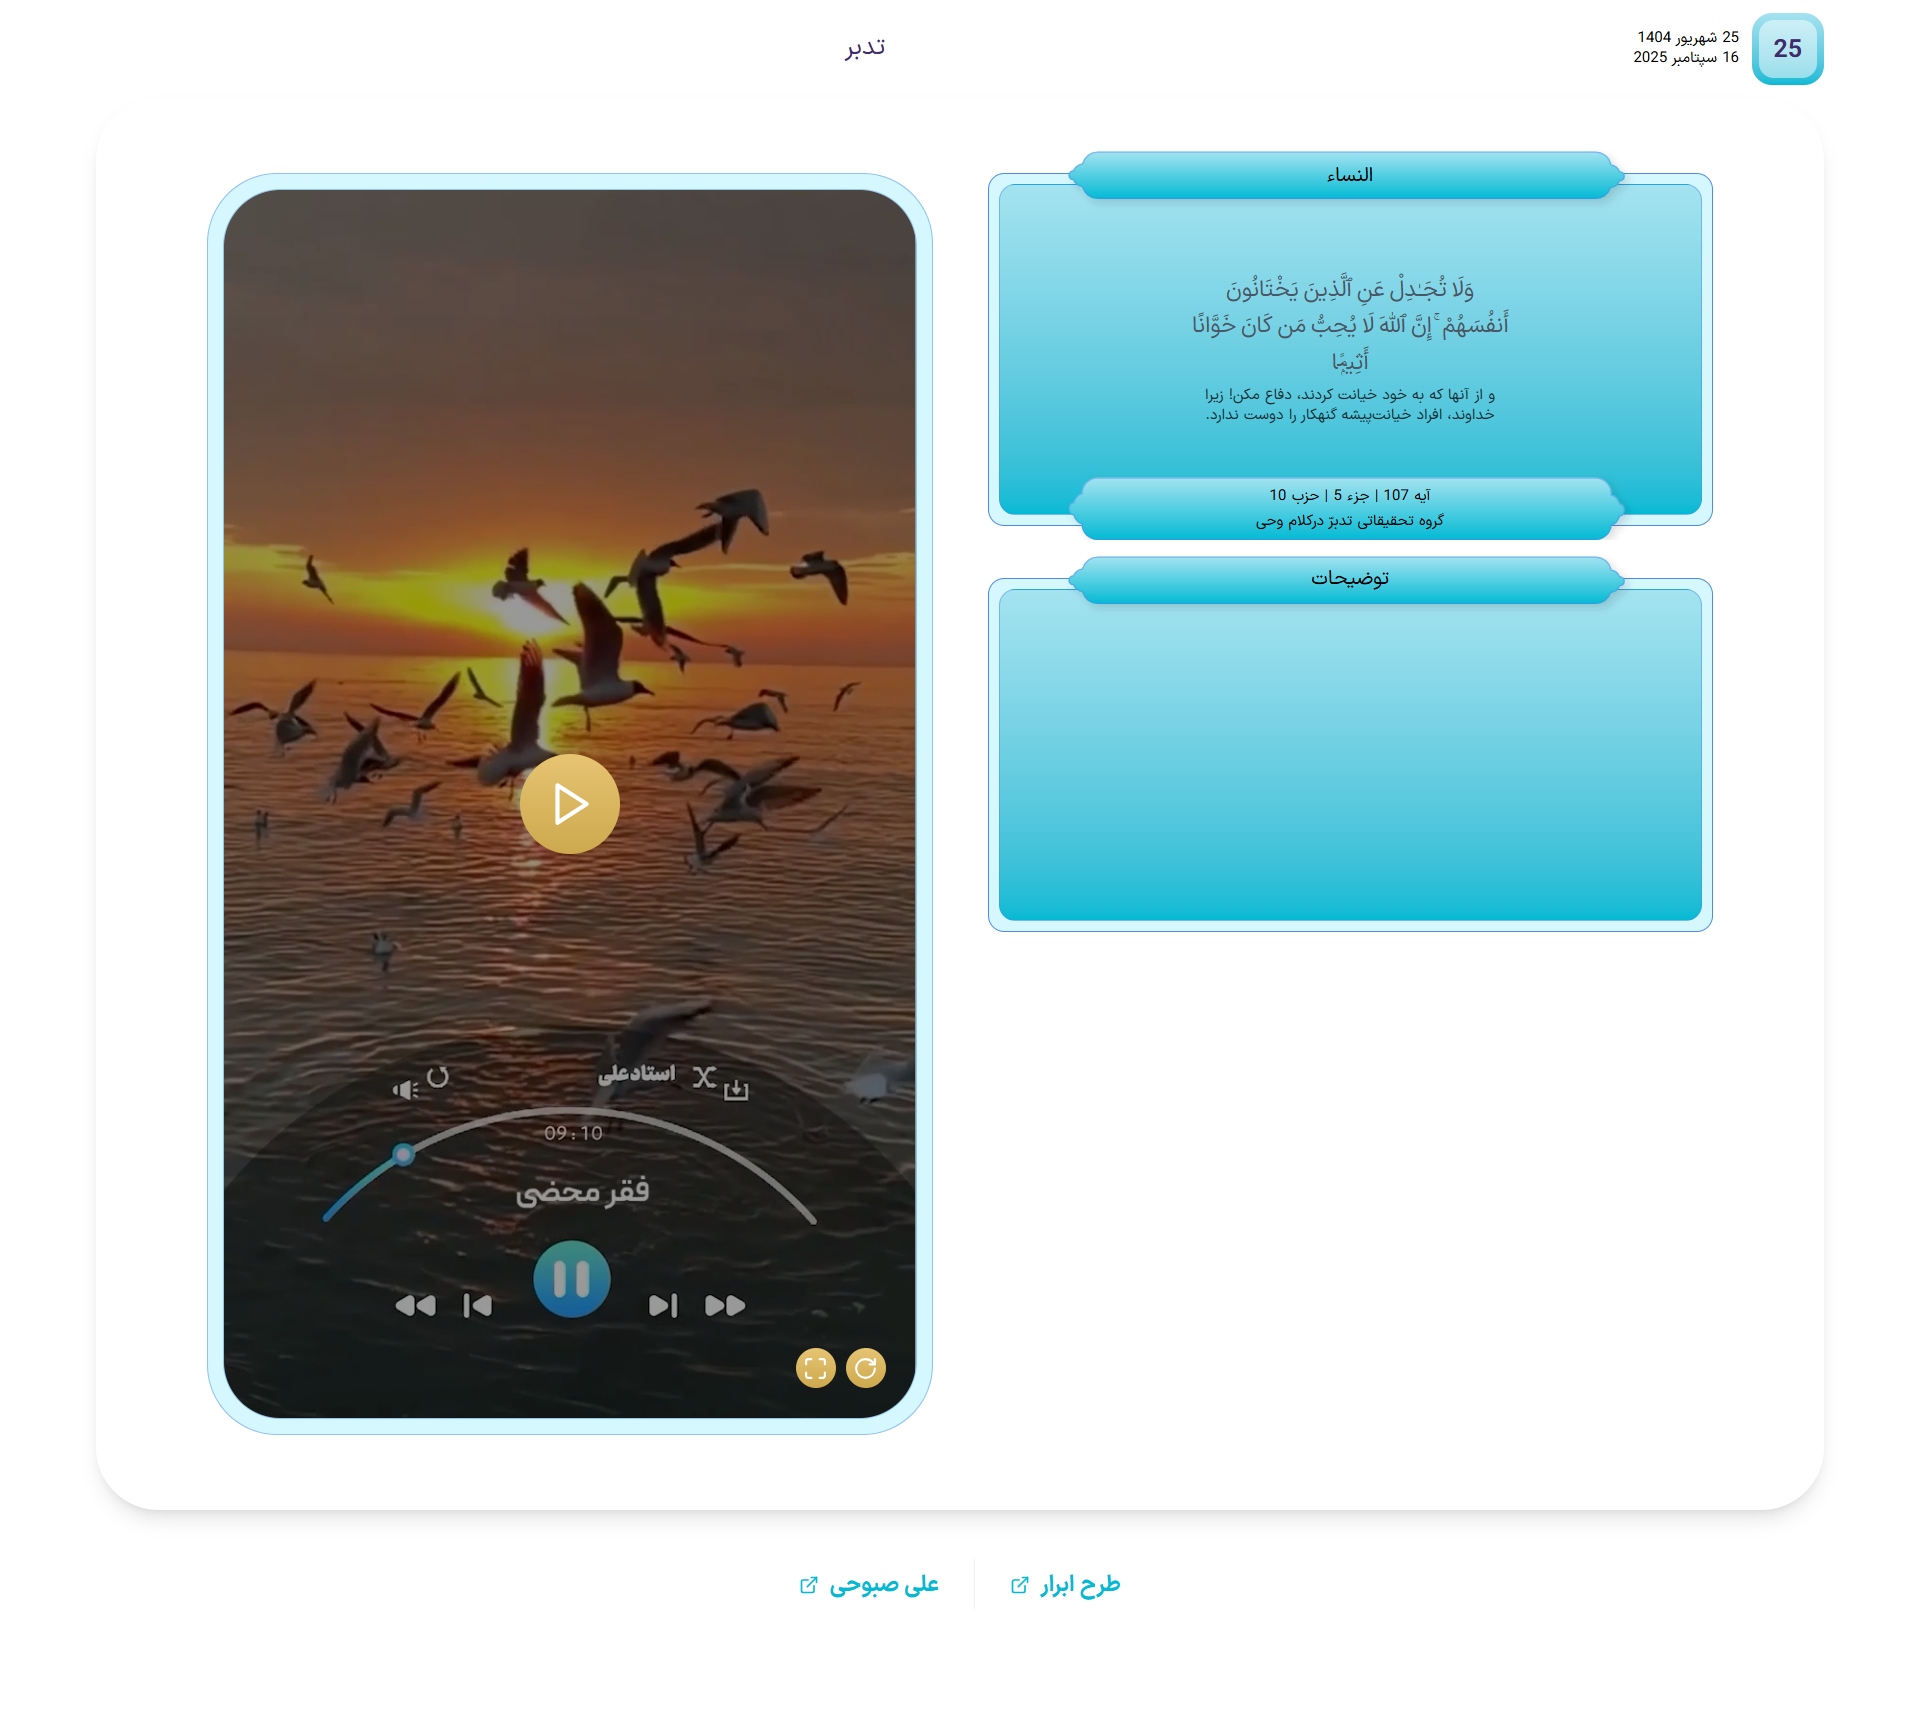 25
25 شهریور 1404
16 سپتامبر 2025
تدبر
النساء
وَلَا تُجَـٰدِلْ عَنِ ٱلَّذِينَ يَخْتَانُونَ
أَنفُسَهُمْ ۚ إِنَّ ٱللَّهَ لَا يُحِبُّ مَن كَانَ خَوَّانًا
أَثِيمًۭا
و از آنها که به خود خیانت کردند، دفاع مکن! زیرا
خداوند، افراد خیانت‌پیشه گنهکار را دوست ندارد.
آیه 107 | جزء 5 | حزب 10
گروه تحقیقاتی تدبرّ درکلام وحی
توضیحات
استادعلی
09:10
فقر محضی
طرح ابرار
علی صبوحی